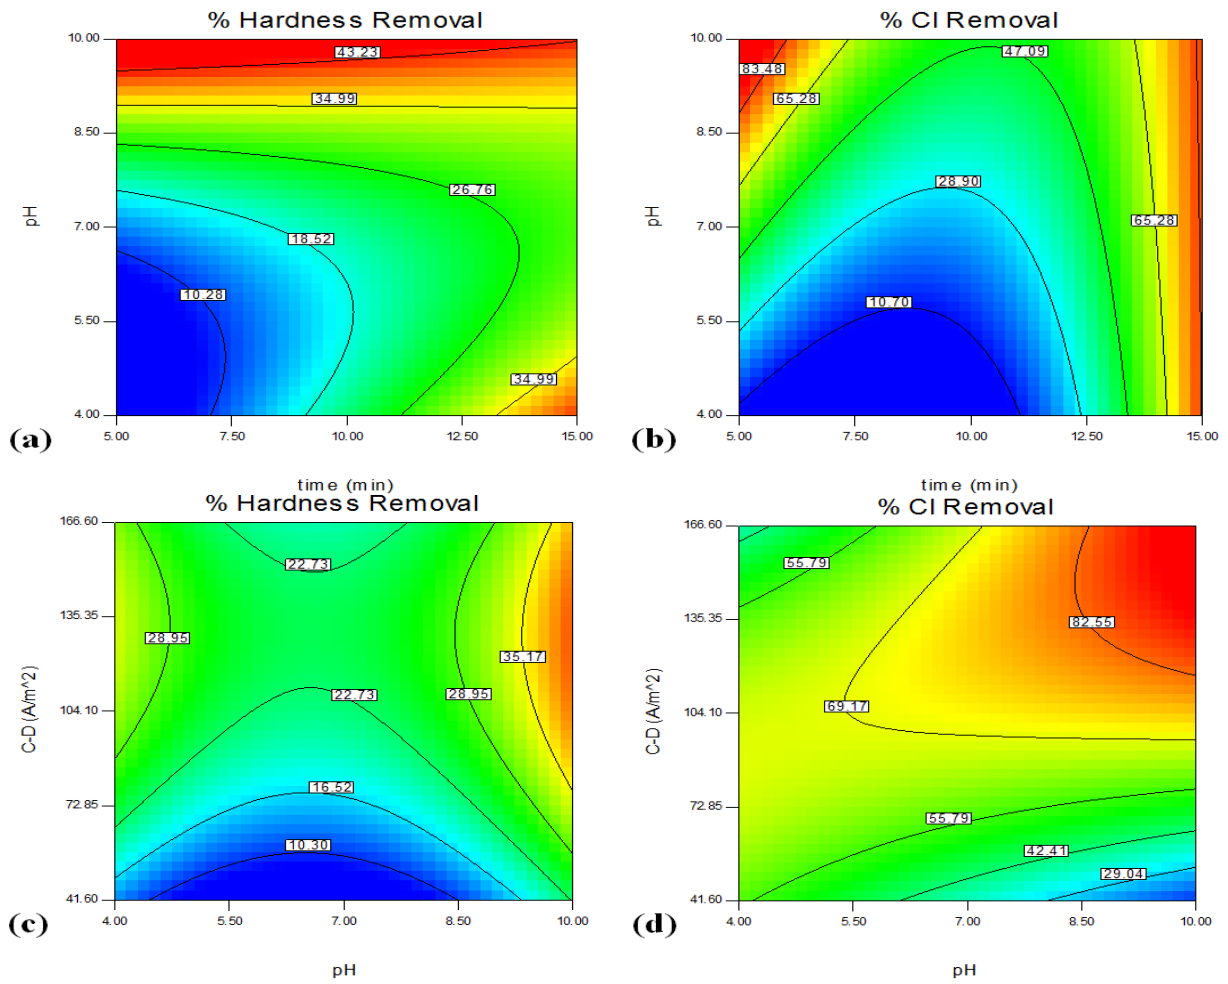 % Hardness Removal
10.00
8.50
7.00
5.50
4.00
pH
43.23
34.99
26.76
18.52
10.28
34.99
5.00 7.50 10.00 12.50 15.00
time (min)
(a)
% Cl Removal
10.00
8.50
7.00
5.50
4.00
pH
47.09
83.48
65.28
28.90
65.28
10.70
5.00 7.50 10.00 12.50 15.00
time (min)
(b)
% Hardness Removal
166.60
135.35
104.10
72.85
41.60
C-D (A/m^2)
22.73
28.95
35.17
22.73
28.95
16.52
10.30
4.00 5.50 7.00 8.50 10.00
pH
(c)
% Cl Removal
166.60
135.35
104.10
72.85
41.60
C-D (A/m^2)
55.79
82.55
69.17
55.79
42.41
29.04
4.00 5.50 7.00 8.50 10.00
pH
(d)